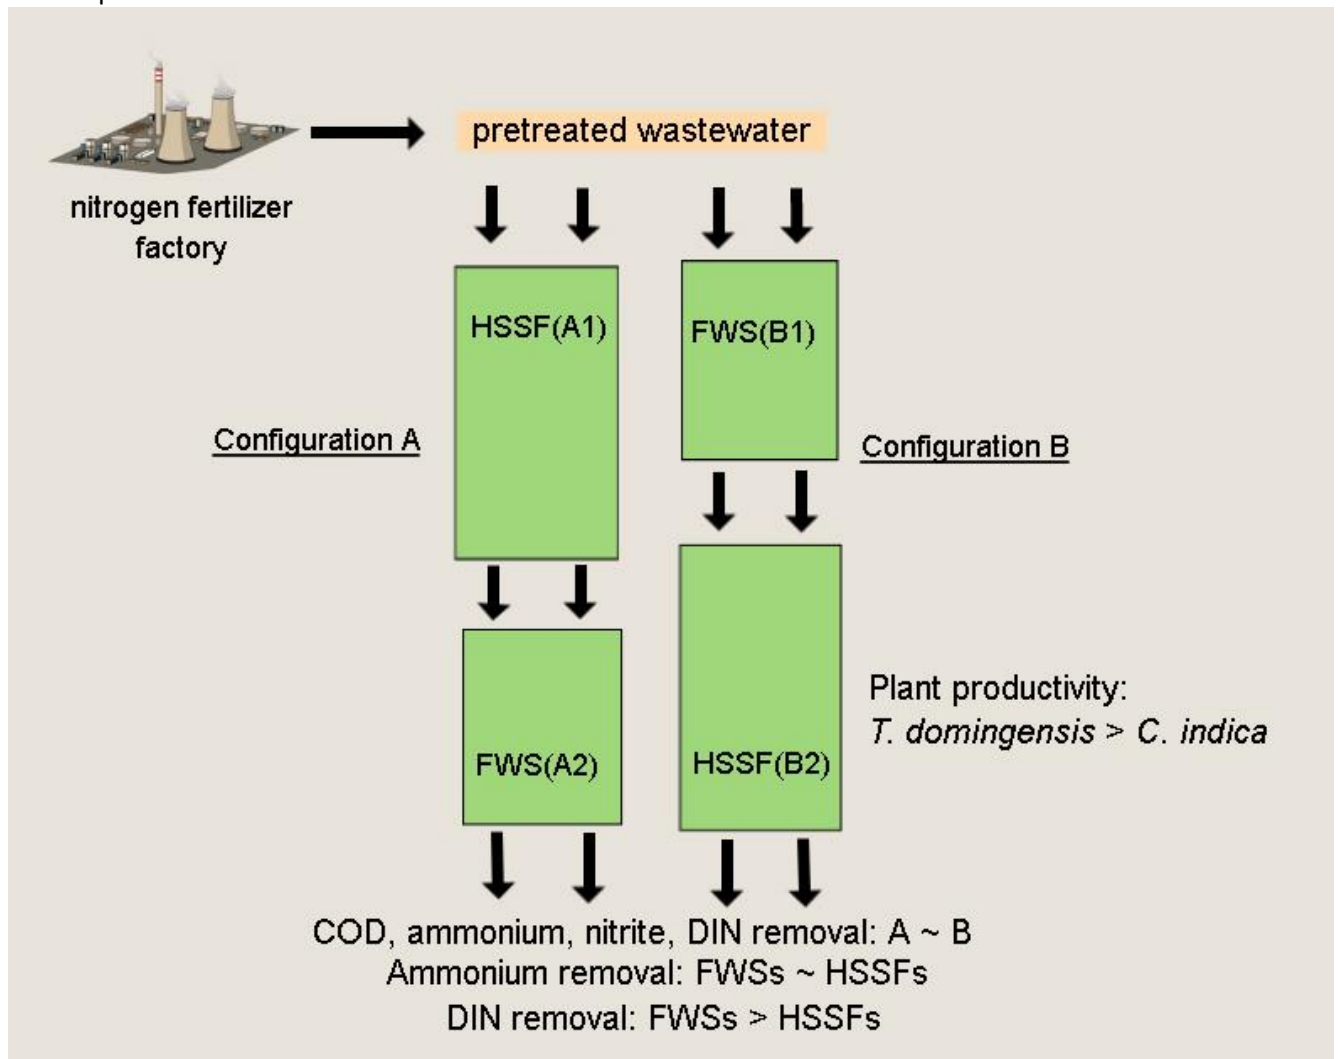 pretreated wastewater
nitrogen fertilizer
factory
HSSF(A1)
FWS(B1)
Configuration A
Configuration B
FWS(A2)
HSSF(B2)
Plant productivity:
T. domingensis > C. indica
COD, ammonium, nitrite, DIN removal: A ~ B
Ammonium removal: FWSs ~ HSSFs
DIN removal: FWSs > HSSFs